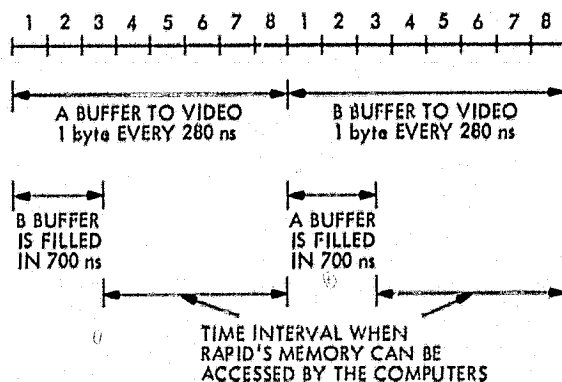 1 2 3 4 5 6 7 8 1 2 3 4 5 6 7 8
A BUFFER TO VIDEO
1 byte EVERY 280 ns
B BUFFER TO VIDEO
1 byte EVERY 280 ns
B BUFFER
IS FILLED
IN 700 ns
A BUFFER
IS FILLED
IN 700 ns
TIME INTERVAL WHEN
RAPID'S MEMORY CAN BE
ACCESSED BY THE COMPUTERS